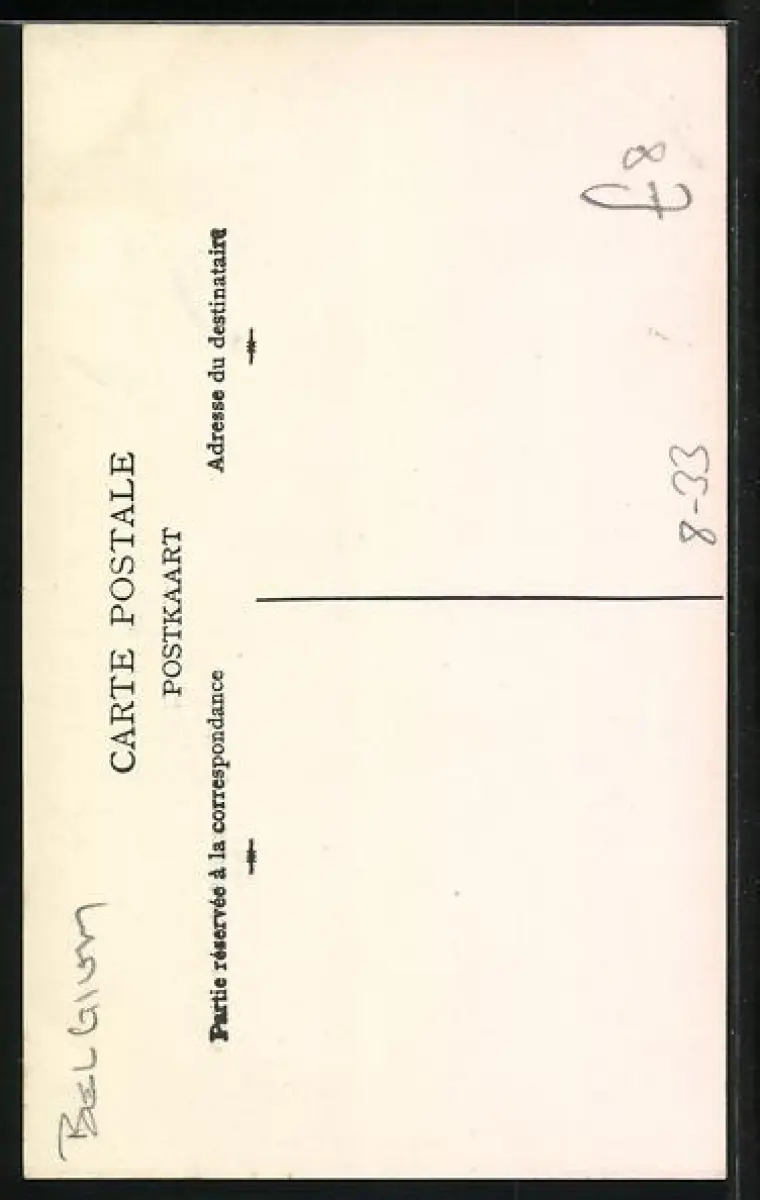 BELGIUM
CARTE POSTALE
POSTKAART
Partie réservée à la correspondance
Adresse du destinataire
£8
8-33